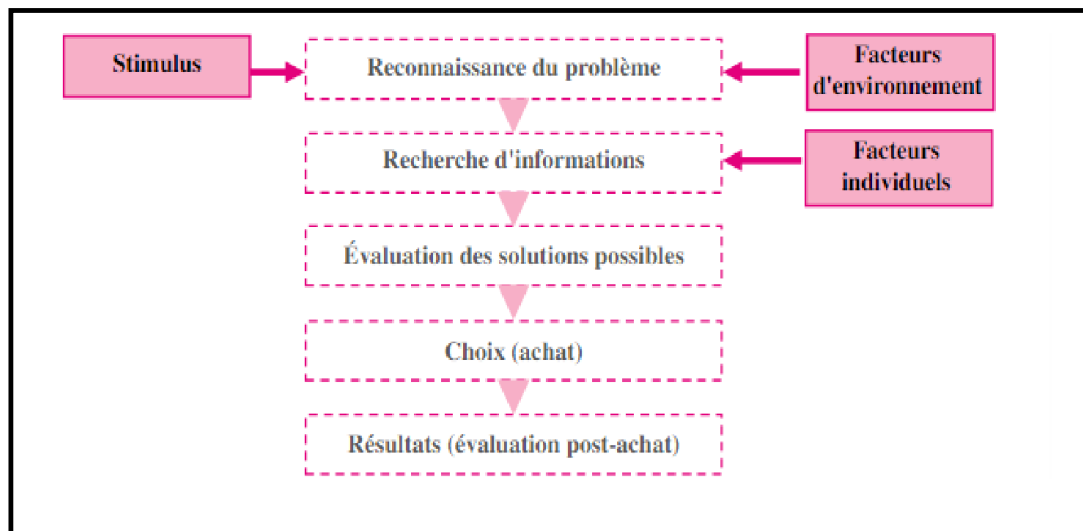 Stimulus
Reconnaissance du problème
Facteurs
d'environnement
Recherche d'informations
Facteurs
individuels
Évaluation des solutions possibles
Choix (achat)
Résultats (évaluation post-achat)